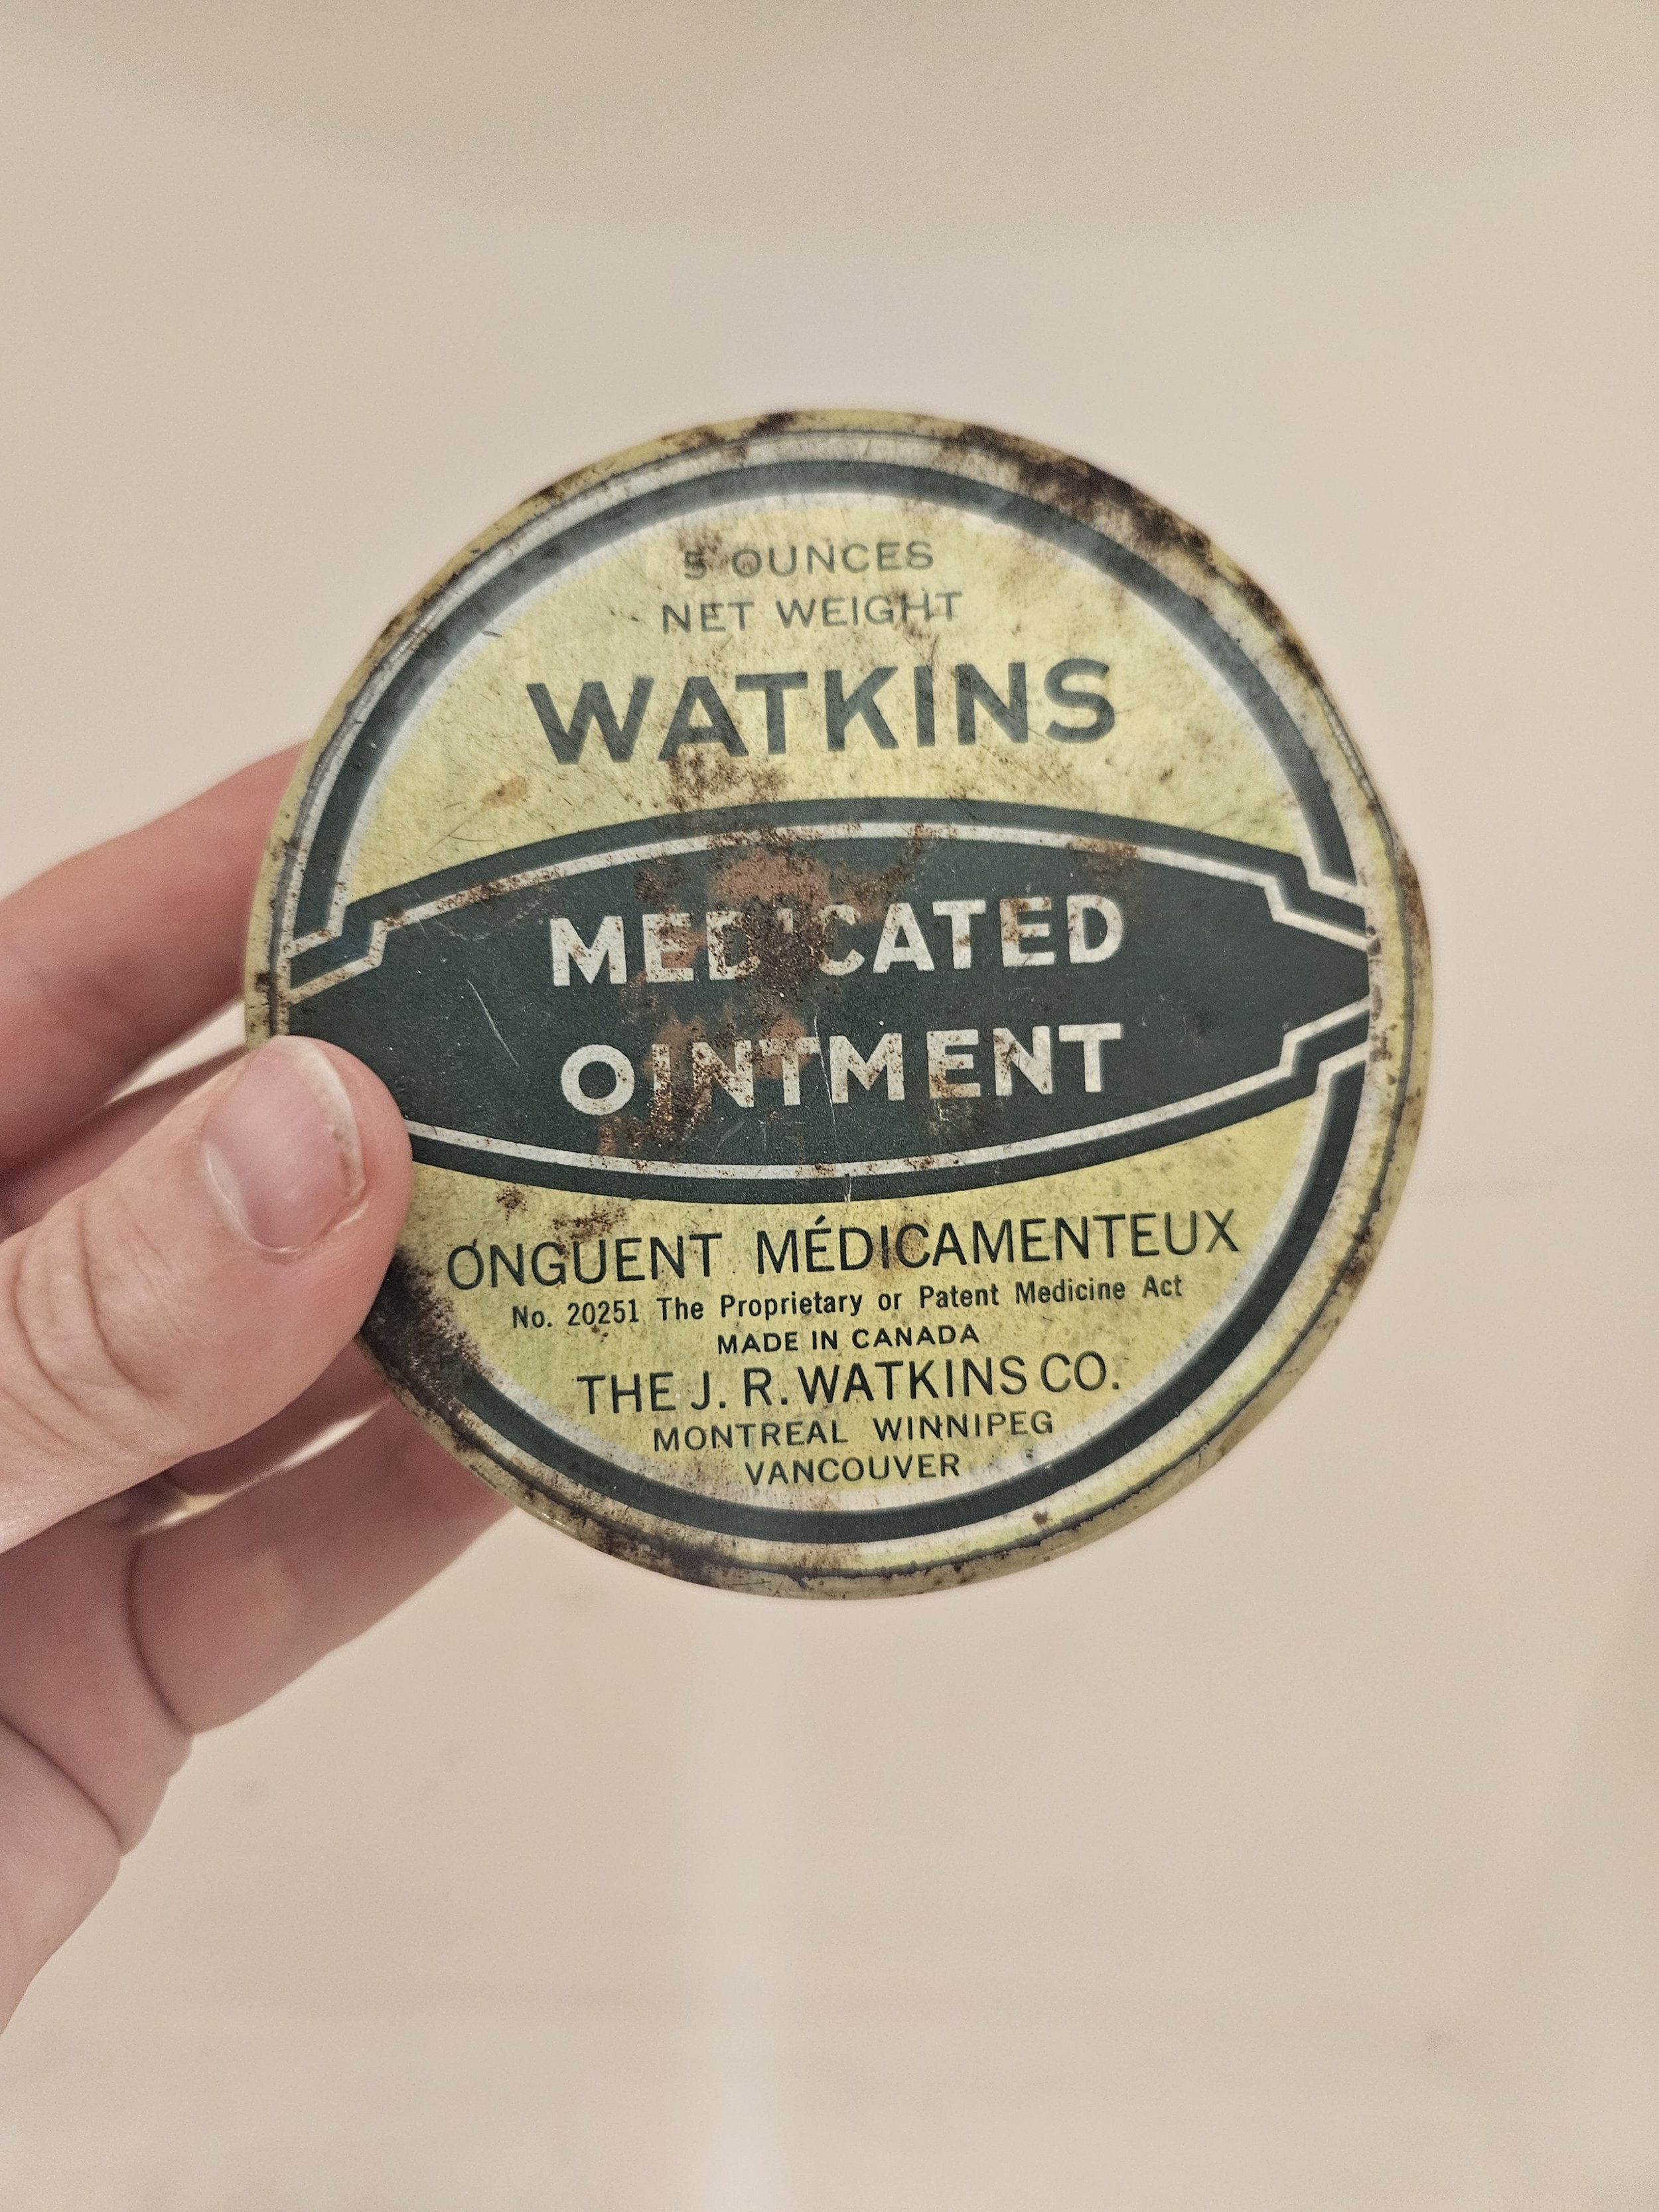 5 OUNCES
NET WEIGHT
WATKINS
MEDICATED
OINTMENT
ONGUENT MÉDICAMENTEUX
No. 20251 The Proprietary or Patent Medicine Act
MADE IN CANADA
THE J. R. WATKINS CO.
MONTREAL WINNIPEG
VANCOUVER